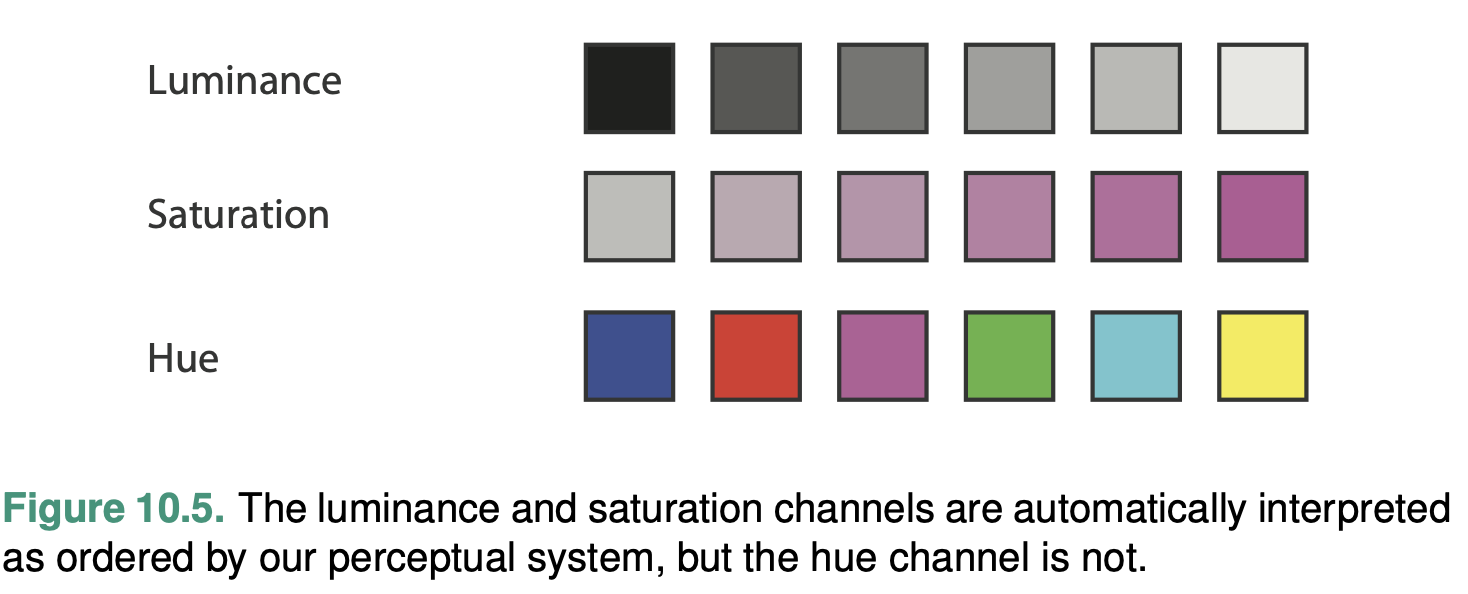 Luminance
Saturation
Hue
Figure 10.5. The luminance and saturation channels are automatically interpreted
as ordered by our perceptual system, but the hue channel is not.